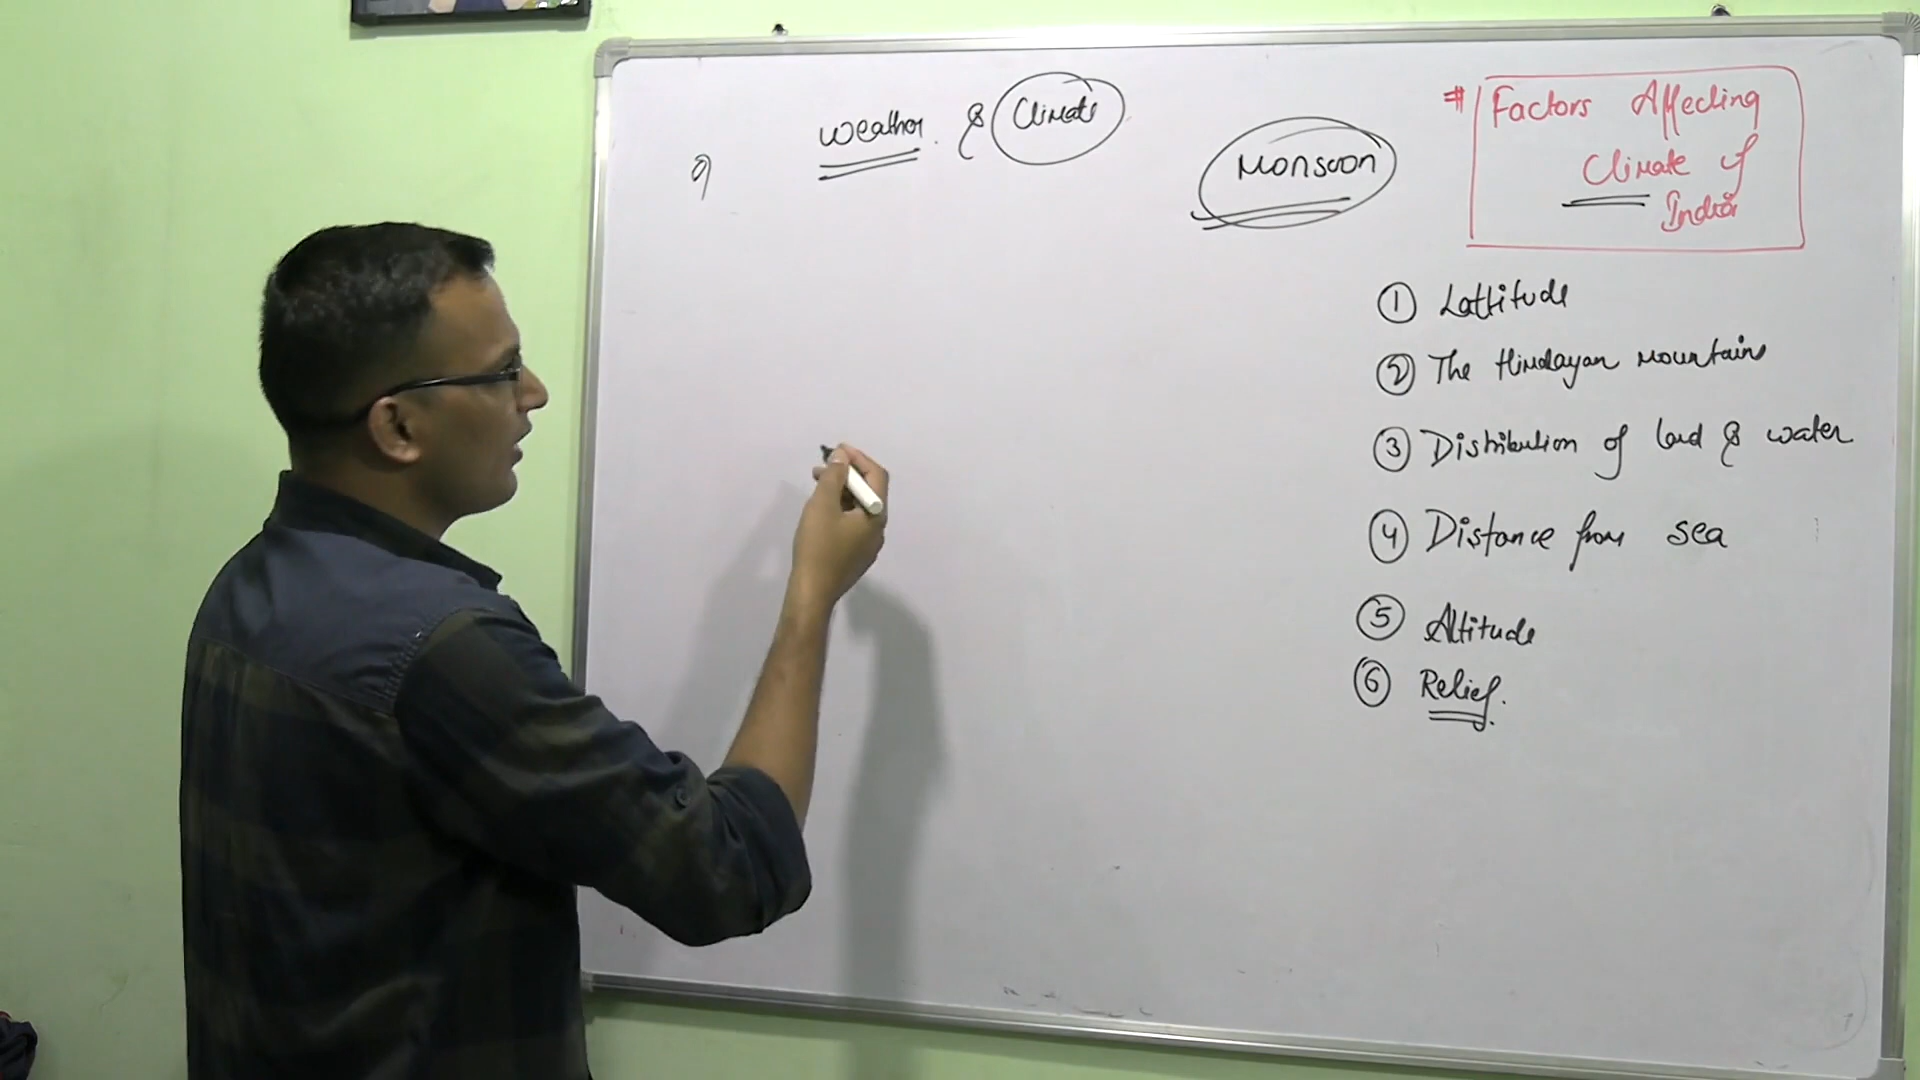 Weather & Climate
Monsoon
# Factors Affecting
Climate of
India
① Lattitude
② The Himalayan Mountains
③ Distribution of land & water
④ Distance from sea
⑤ Altitude
⑥ Relief.